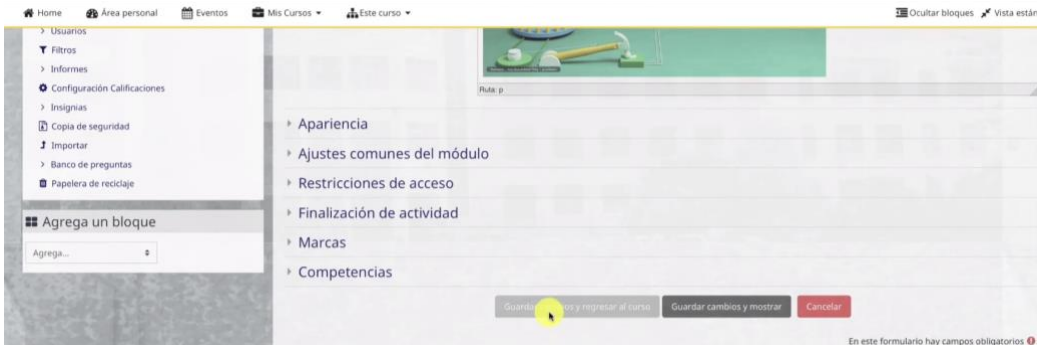 Home Área personal Eventos Mis Cursos Este curso Ocultar bloques Vista están
Usuarios
Filtros
Informes
Configuración Calificaciones
Insignias
Copia de seguridad
Importar
Banco de preguntas
Papelera de reciclaje
Agrega un bloque
Agrega...
Ruta: p
Apariencia
Ajustes comunes del módulo
Restricciones de acceso
Finalización de actividad
Marcas
Competencias
Guardar cambios y regresar al curso Guardar cambios y mostrar Cancelar
En este formulario hay campos obligatorios